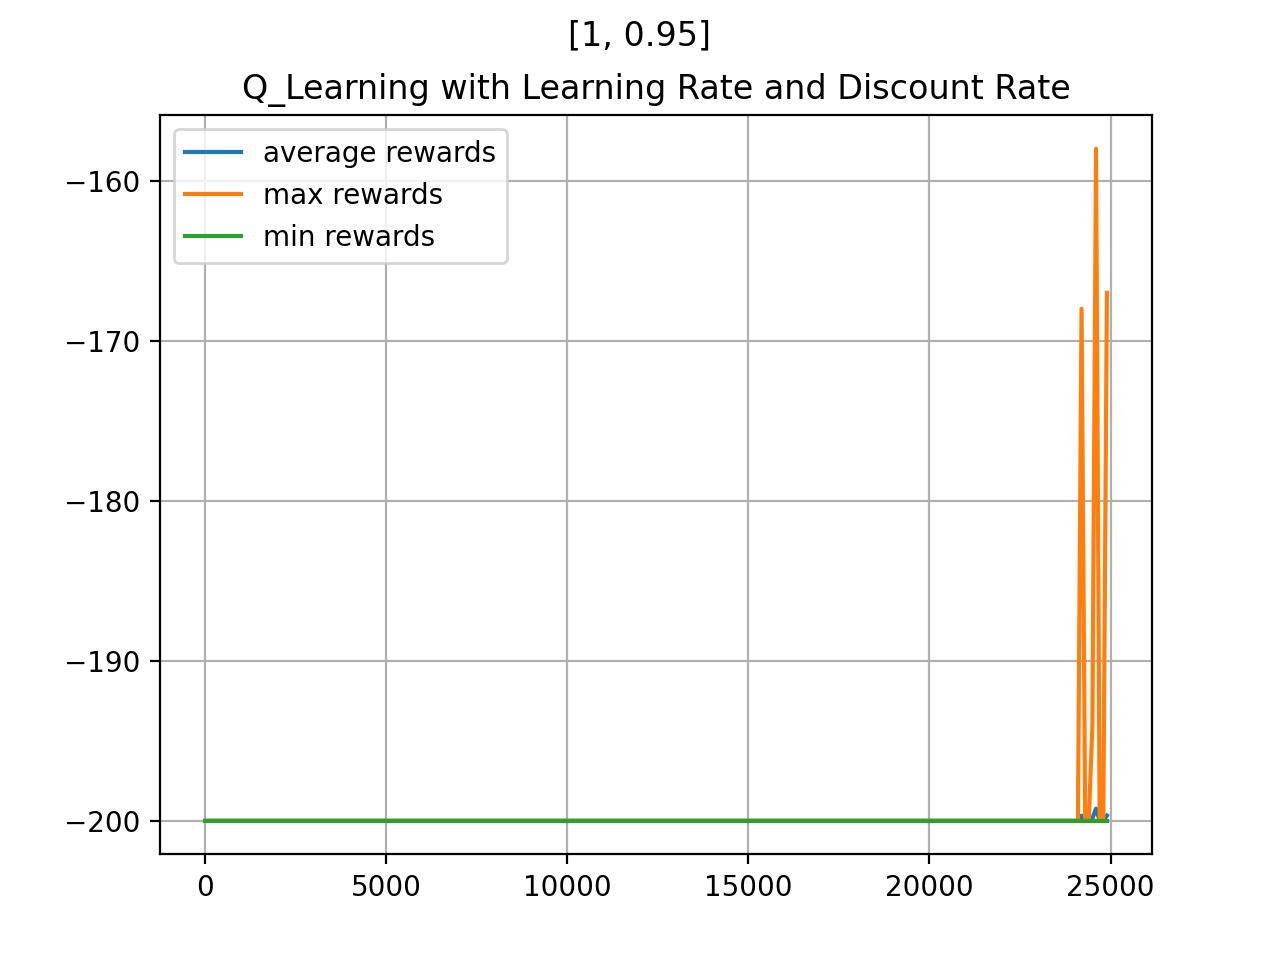 [1, 0.95]
Q_Learning with Learning Rate and Discount Rate
average rewards
max rewards
min rewards
−160
−170
−180
−190
−200
0 5000 10000 15000 20000 25000